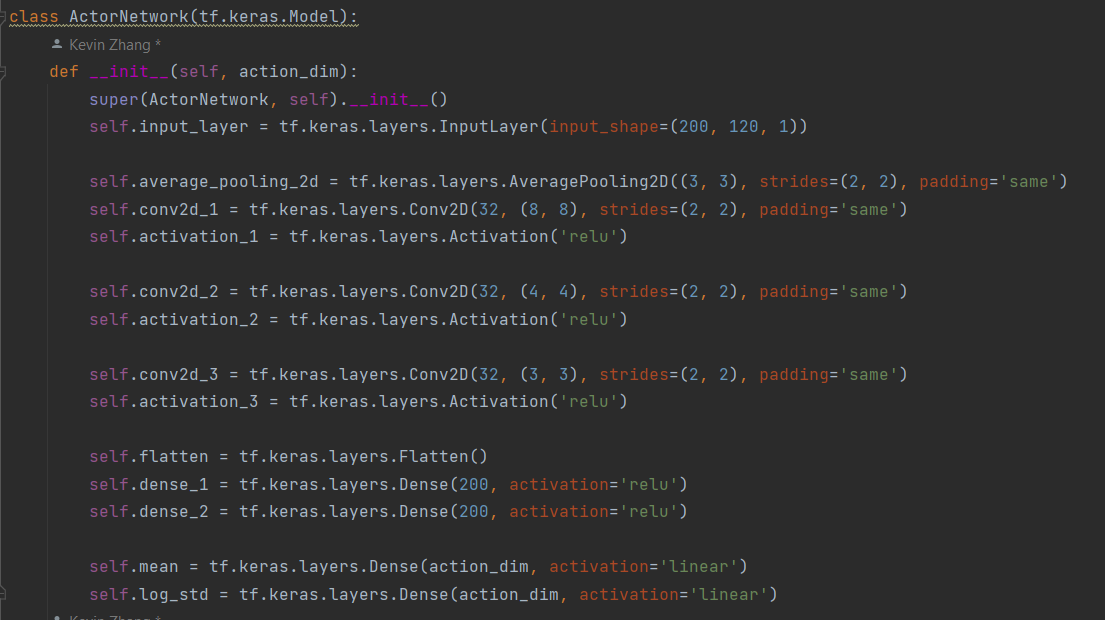 class ActorNetwork(tf.keras.Model):
Kevin Zhang *
def __init__(self, action_dim):
super(ActorNetwork, self).__init__()
self.input_layer = tf.keras.layers.InputLayer(input_shape=(200, 120, 1))
self.average_pooling_2d = tf.keras.layers.AveragePooling2D((3, 3), strides=(2, 2), padding='same')
self.conv2d_1 = tf.keras.layers.Conv2D(32, (8, 8), strides=(2, 2), padding='same')
self.activation_1 = tf.keras.layers.Activation('relu')
self.conv2d_2 = tf.keras.layers.Conv2D(32, (4, 4), strides=(2, 2), padding='same')
self.activation_2 = tf.keras.layers.Activation('relu')
self.conv2d_3 = tf.keras.layers.Conv2D(32, (3, 3), strides=(2, 2), padding='same')
self.activation_3 = tf.keras.layers.Activation('relu')
self.flatten = tf.keras.layers.Flatten()
self.dense_1 = tf.keras.layers.Dense(200, activation='relu')
self.dense_2 = tf.keras.layers.Dense(200, activation='relu')
self.mean = tf.keras.layers.Dense(action_dim, activation='linear')
self.log_std = tf.keras.layers.Dense(action_dim, activation='linear')
Kevin Zhang *